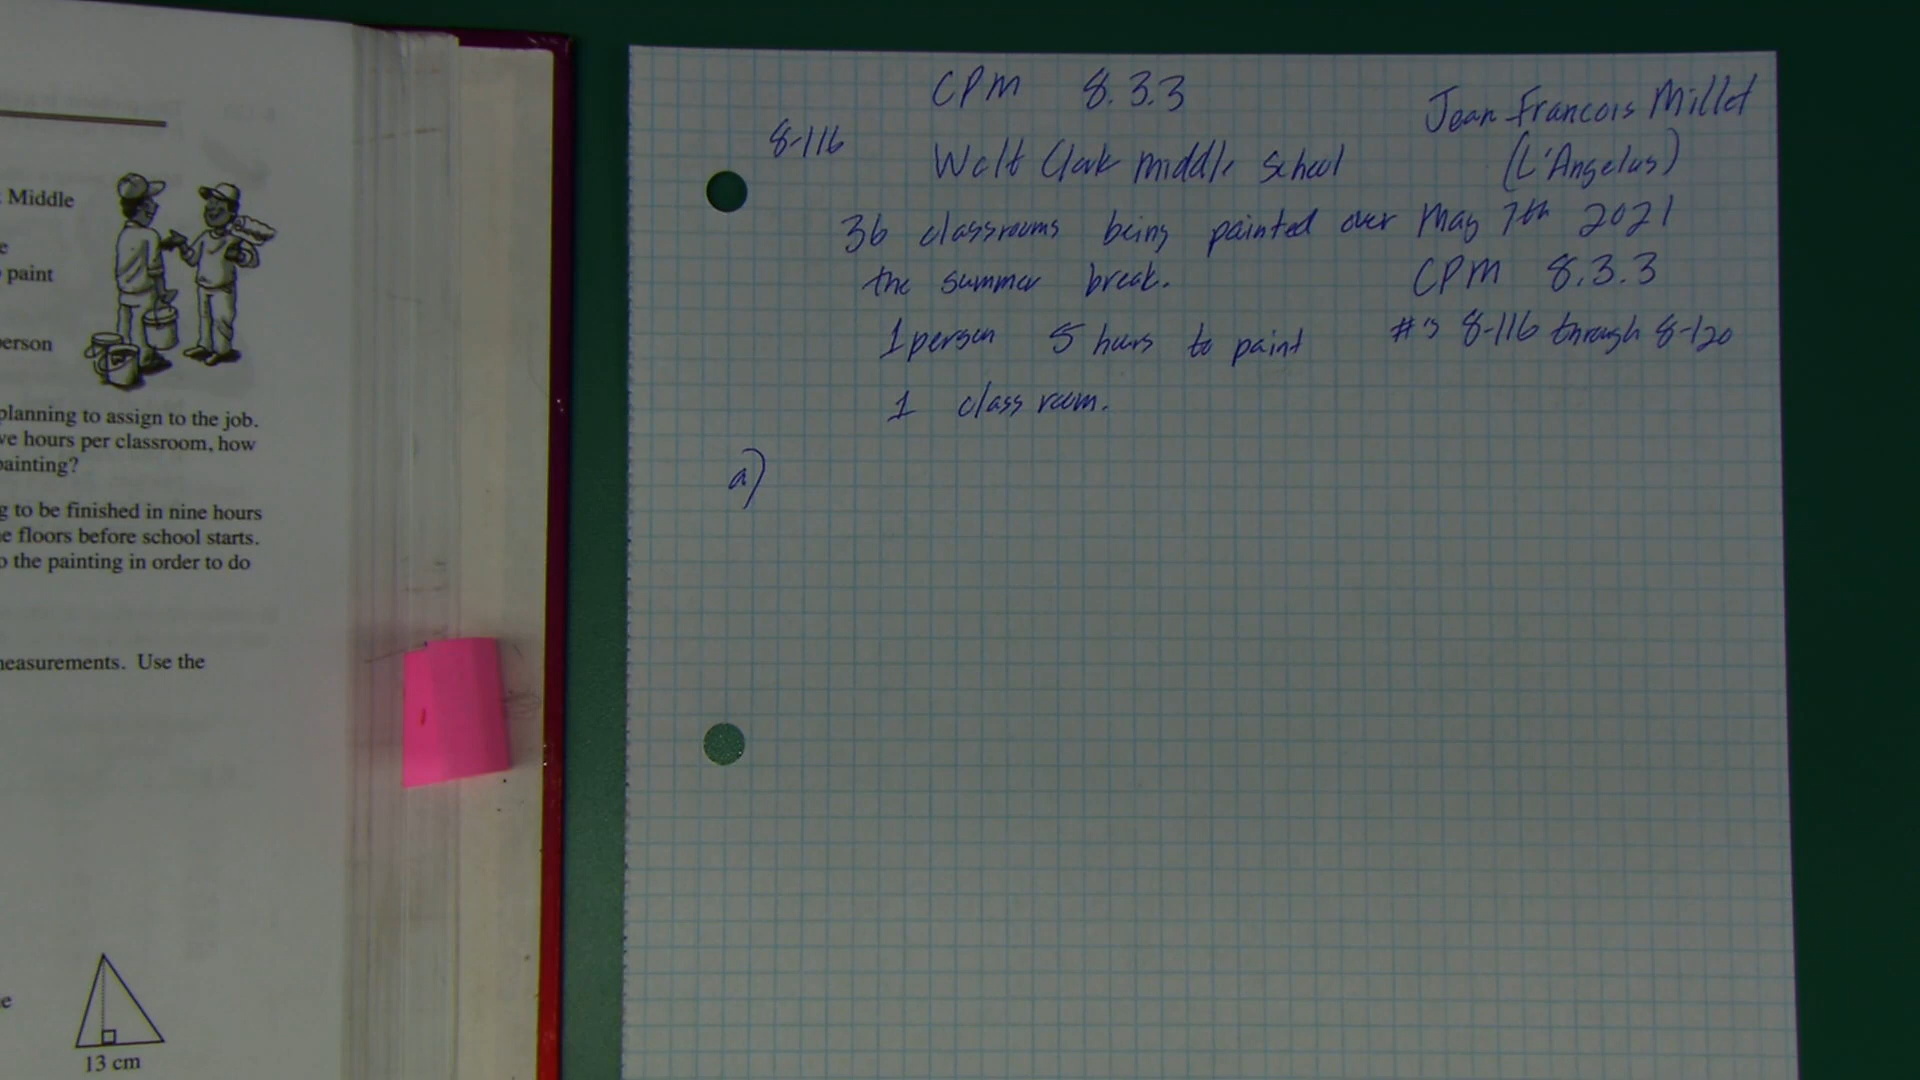 Middle
e
paint
erson
planning to assign to the job.
ve hours per classroom, how
painting?
g to be finished in nine hours
e floors before school starts.
o the painting in order to do
measurements. Use the
e
13 cm
CPM 8.3.3
Jean Francois Millet
8-116
Walt Clark Middle School
(L'Angelus)
36 classrooms being painted over
May 7th 2021
the summer break.
CPM 8.3.3
1 person 5 hours to paint
#'s 8-116 through 8-120
1 class room.
a)